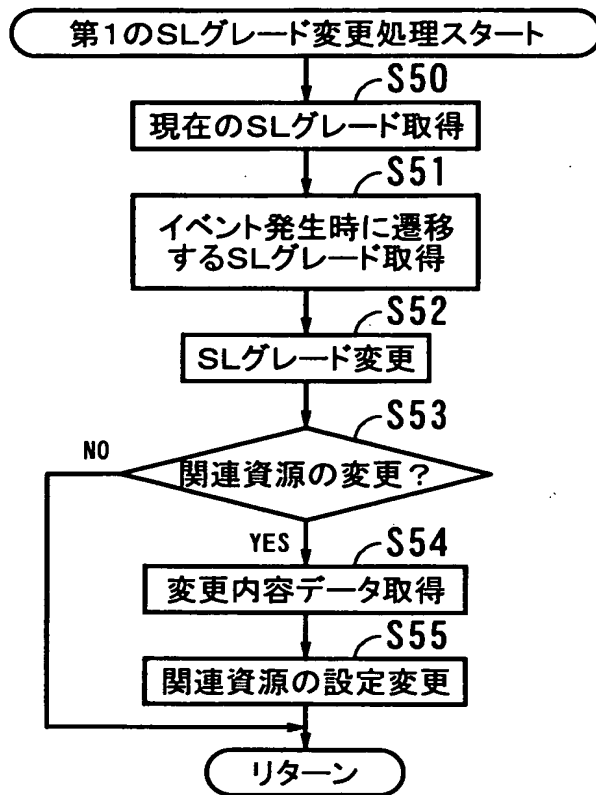 第1のSLグレード変更処理スタート
S50
現在のSLグレード取得
S51
イベント発生時に遷移
するSLグレード取得
S52
SLグレード変更
S53
NO
関連資源の変更?
YES
S54
変更内容データ取得
S55
関連資源の設定変更
リターン